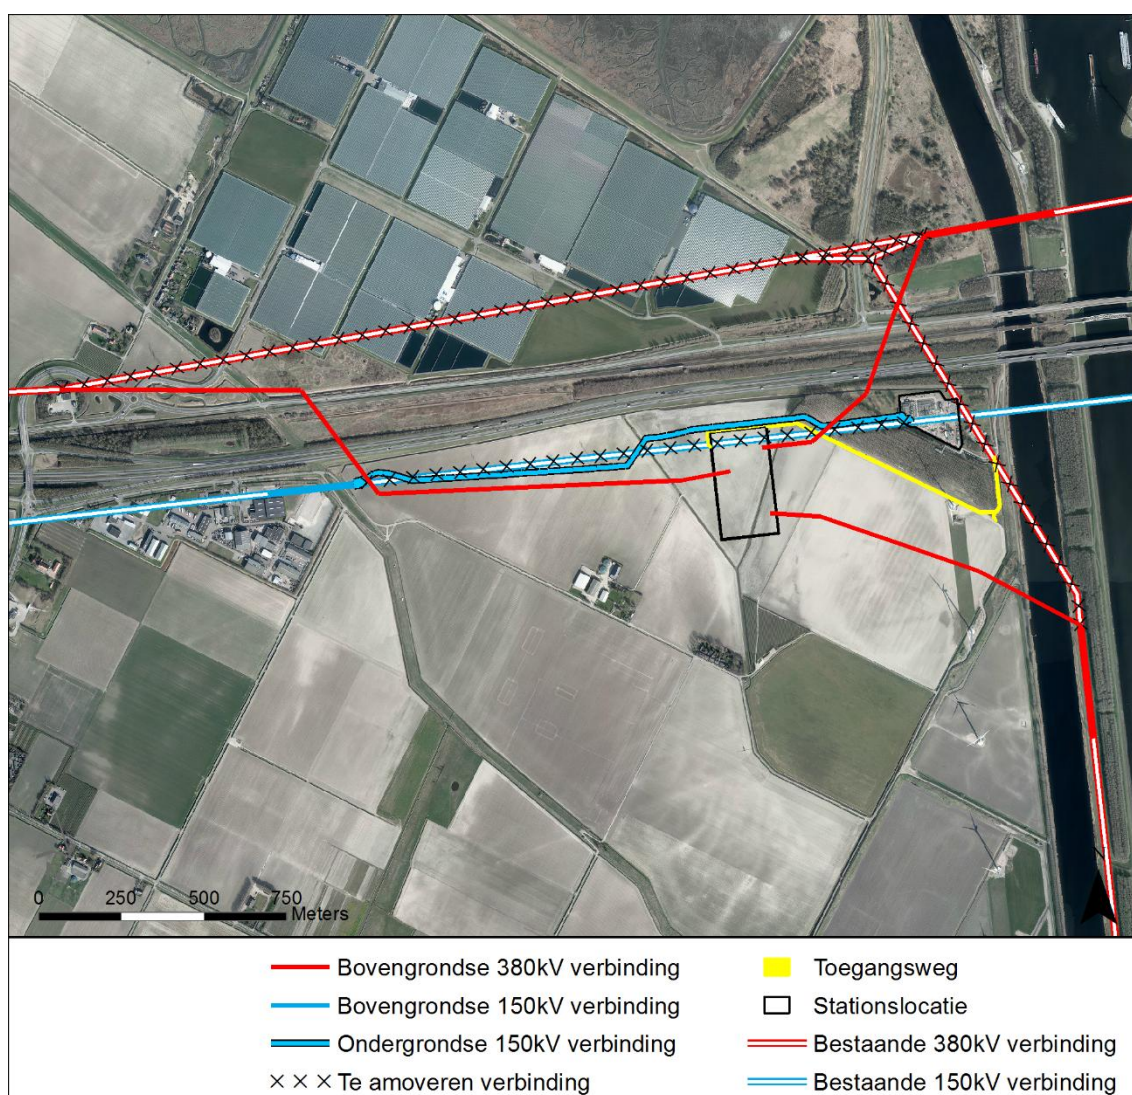 0 250 500 750
Meters
Bovengrondse 380kV verbinding
Toegangsweg
Bovengrondse 150kV verbinding
Stationslocatie
Ondergrondse 150kV verbinding
Bestaande 380kV verbinding
Te amoveren verbinding
Bestaande 150kV verbinding